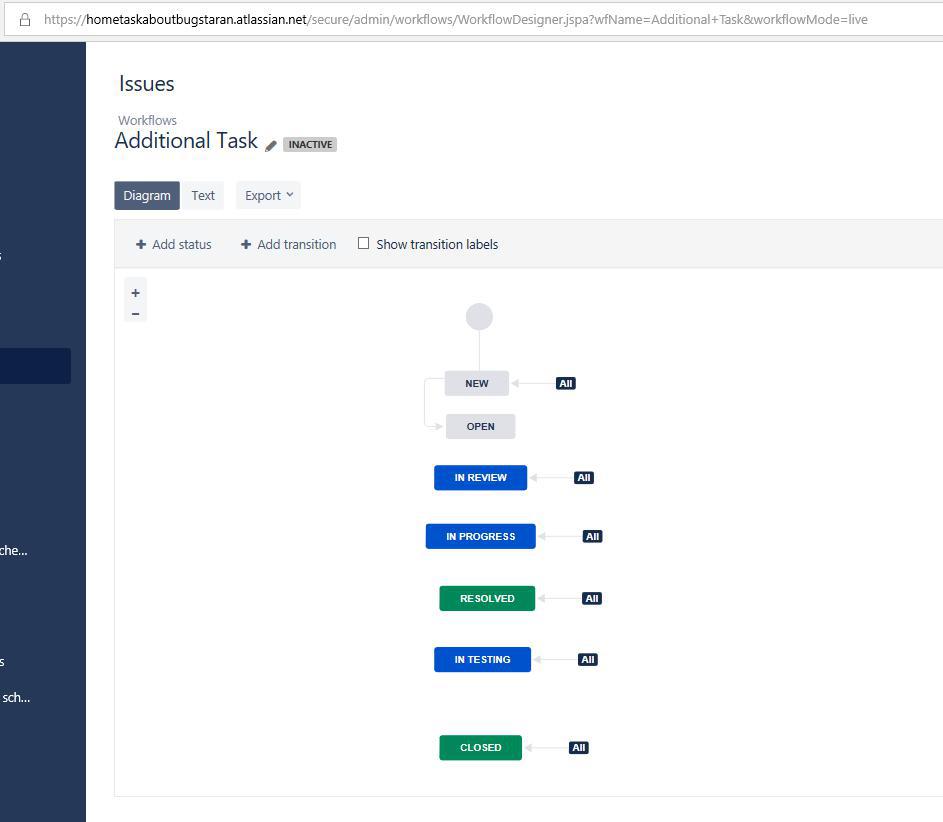 https://hometaskaboutbugstaran.atlassian.net/secure/admin/workflows/WorkflowDesigner.jspa?wfName=Additional+Task&workflowMode=live
Issues
Workflows
Additional Task INACTIVE
Diagram Text Export
+ Add status + Add transition Show transition labels
+
−
NEW All
OPEN
IN REVIEW All
IN PROGRESS All
che...
RESOLVED All
IN TESTING All
s
sch...
CLOSED All